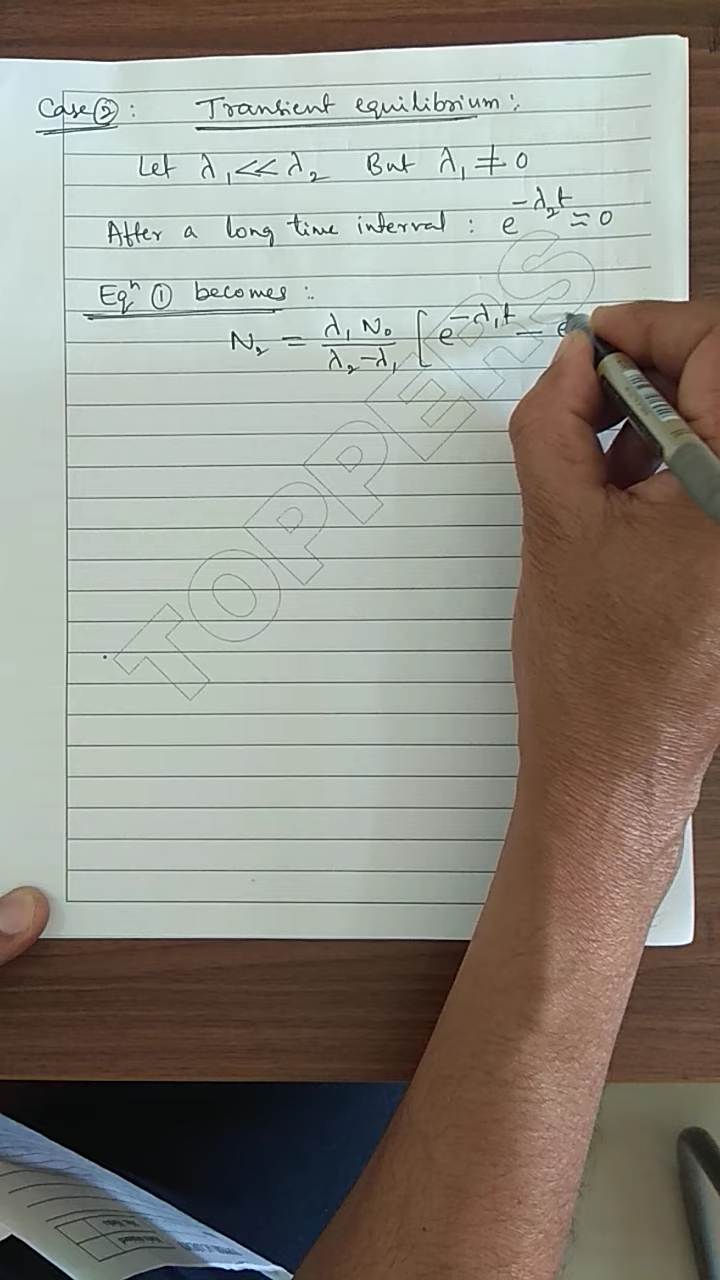 Case ②: Transient equilibrium:
Let λ₁<<λ₂ But λ₁ ≠ 0
After a long time interval : e^{-λ₂t} ≈ 0
Eqⁿ ① becomes :
N₂ = \frac{λ₁ N₀}{λ₂-λ₁} [ e^{-λ₁t} - e
TOPPERS